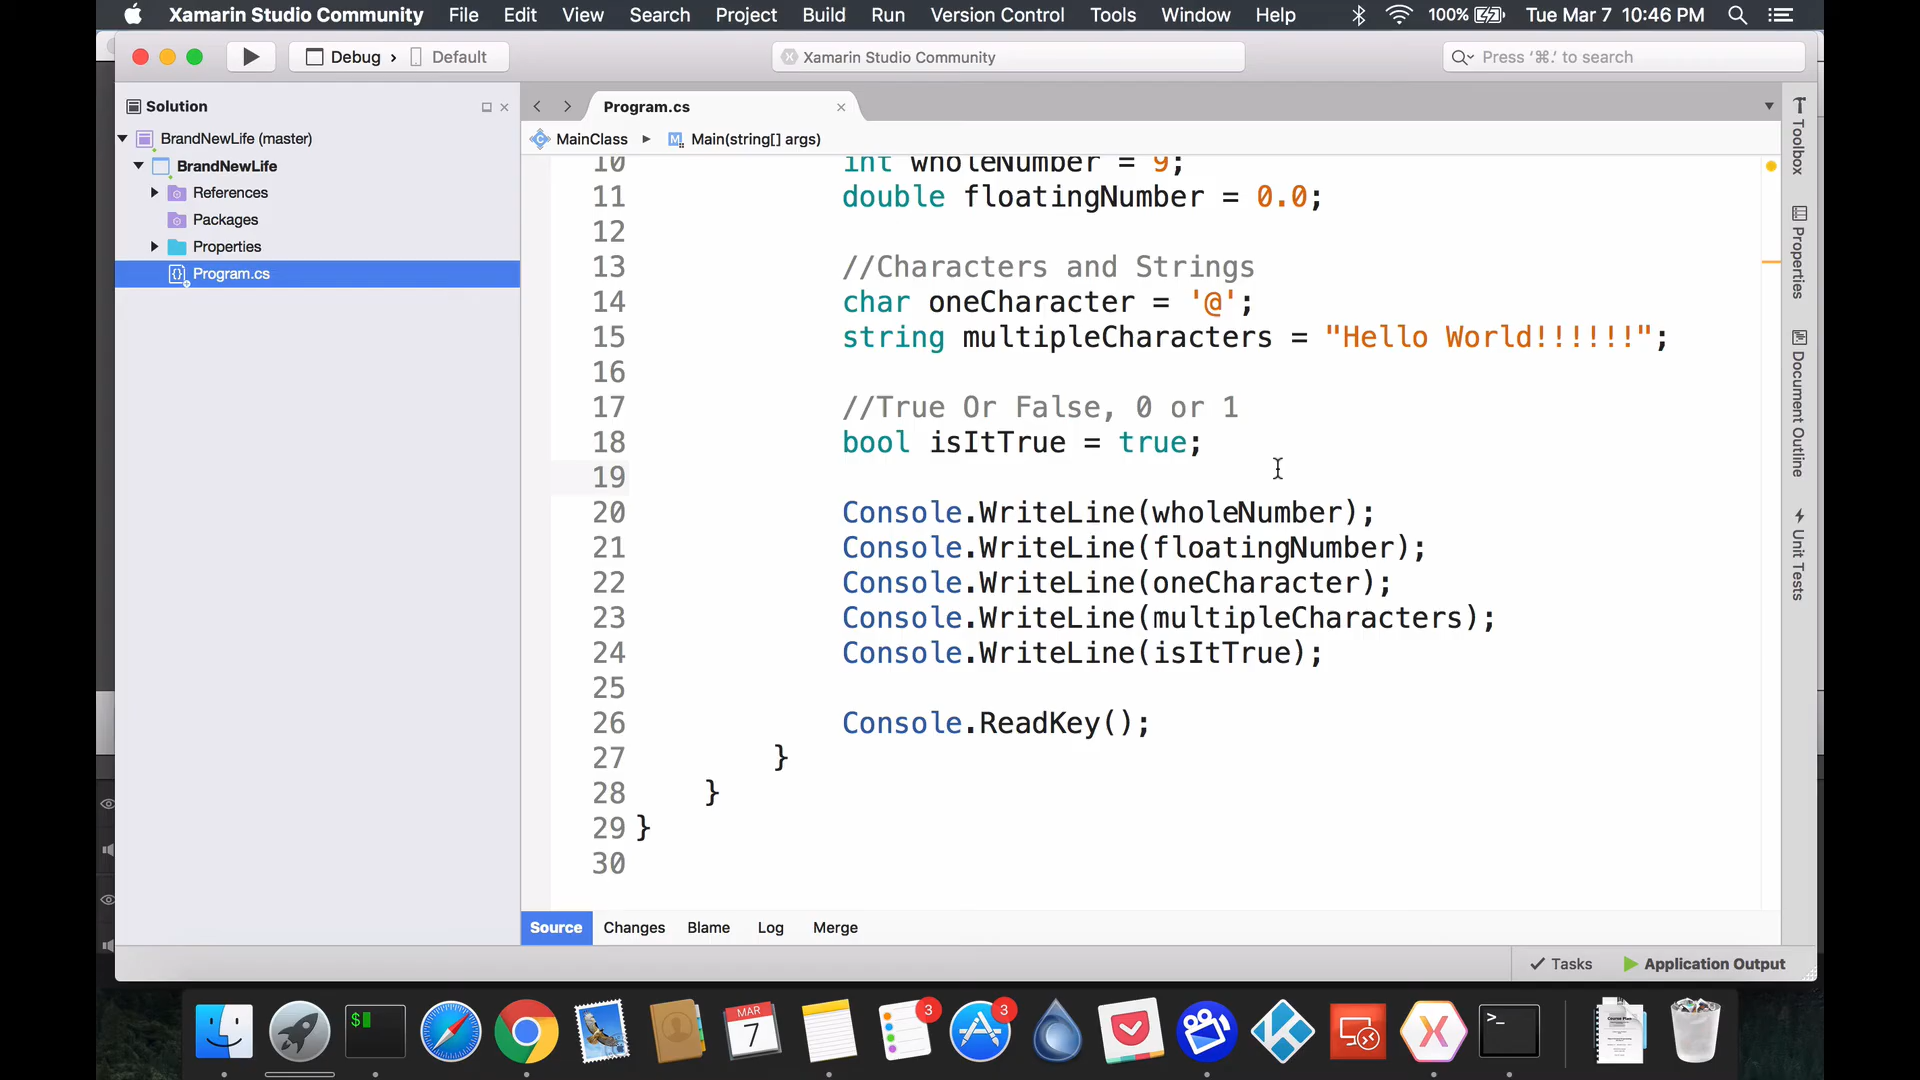 Xamarin Studio Community File Edit View Search Project Build Run Version Control Tools Window Help 100% Tue Mar 7 10:46 PM
Debug › Default
Xamarin Studio Community
Press '⌘.' to search
Solution
Program.cs
BrandNewLife (master)
BrandNewLife
References
Packages
Properties
Program.cs
MainClass ▸ Main(string[] args)
10 int wholeNumber = 9;
11 double floatingNumber = 0.0;
12
13 //Characters and Strings
14 char oneCharacter = '@';
15 string multipleCharacters = "Hello World!!!!!!";
16
17 //True Or False, 0 or 1
18 bool isItTrue = true;
19
20 Console.WriteLine(wholeNumber);
21 Console.WriteLine(floatingNumber);
22 Console.WriteLine(oneCharacter);
23 Console.WriteLine(multipleCharacters);
24 Console.WriteLine(isItTrue);
25
26 Console.ReadKey();
27 }
28 }
29 }
30
Toolbox
Properties
Document Outline
Unit Tests
Source Changes Blame Log Merge
Tasks Application Output
$
MAR
7
3
3
>_